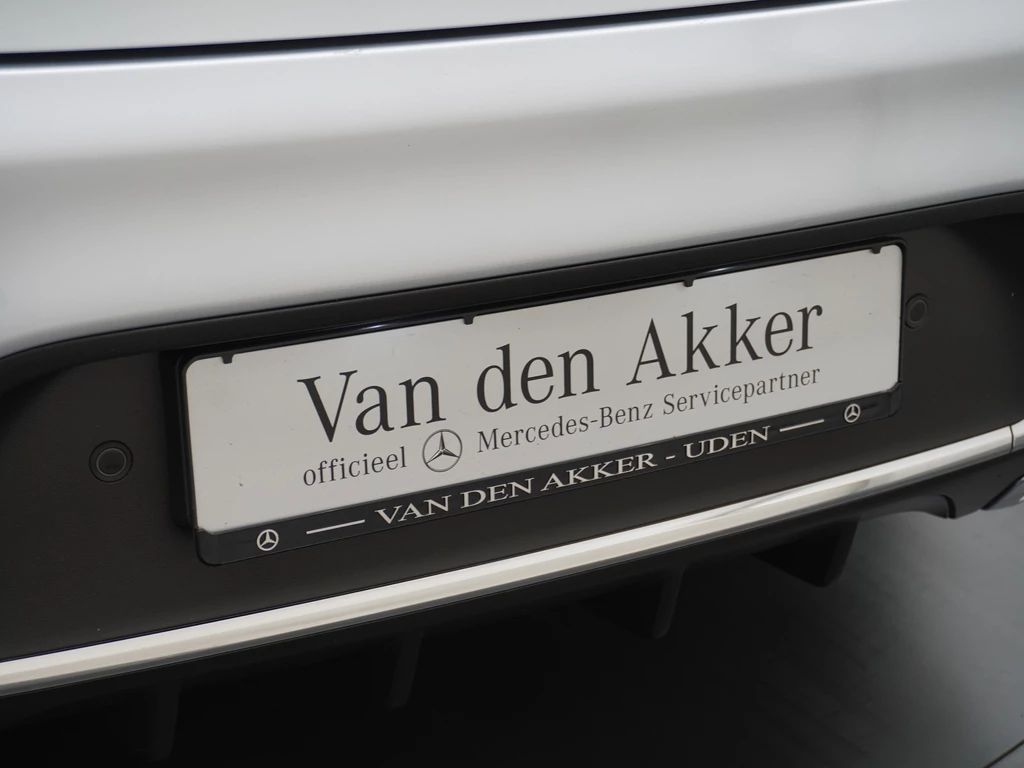 Van den Akker
officieel Mercedes-Benz Servicepartner
VAN DEN AKKER - UDEN